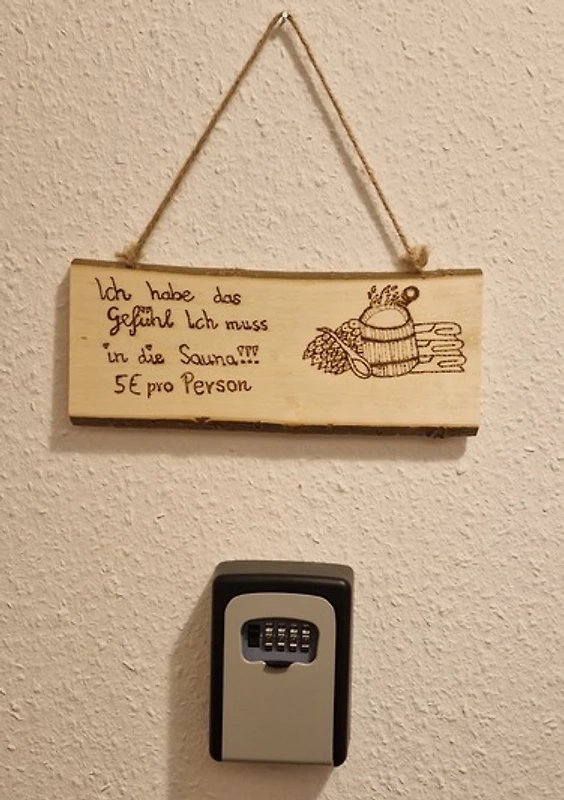 Ich habe das
Gefühl Ich muss
in die Sauna!!!
5€ pro Person